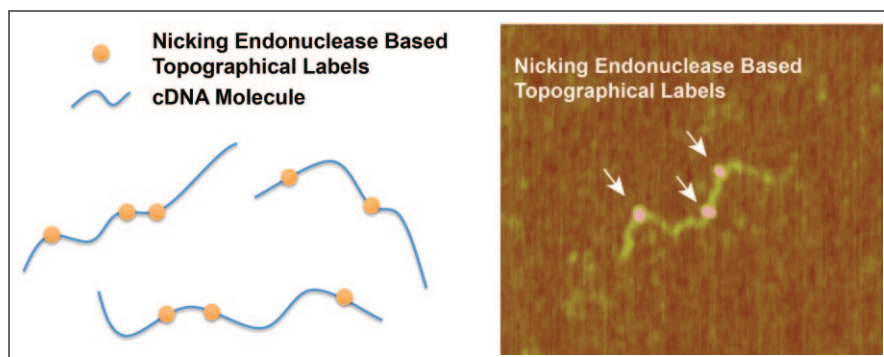 Nicking Endonuclease Based
Topographical Labels
cDNA Molecule
Nicking Endonuclease Based
Topographical Labels